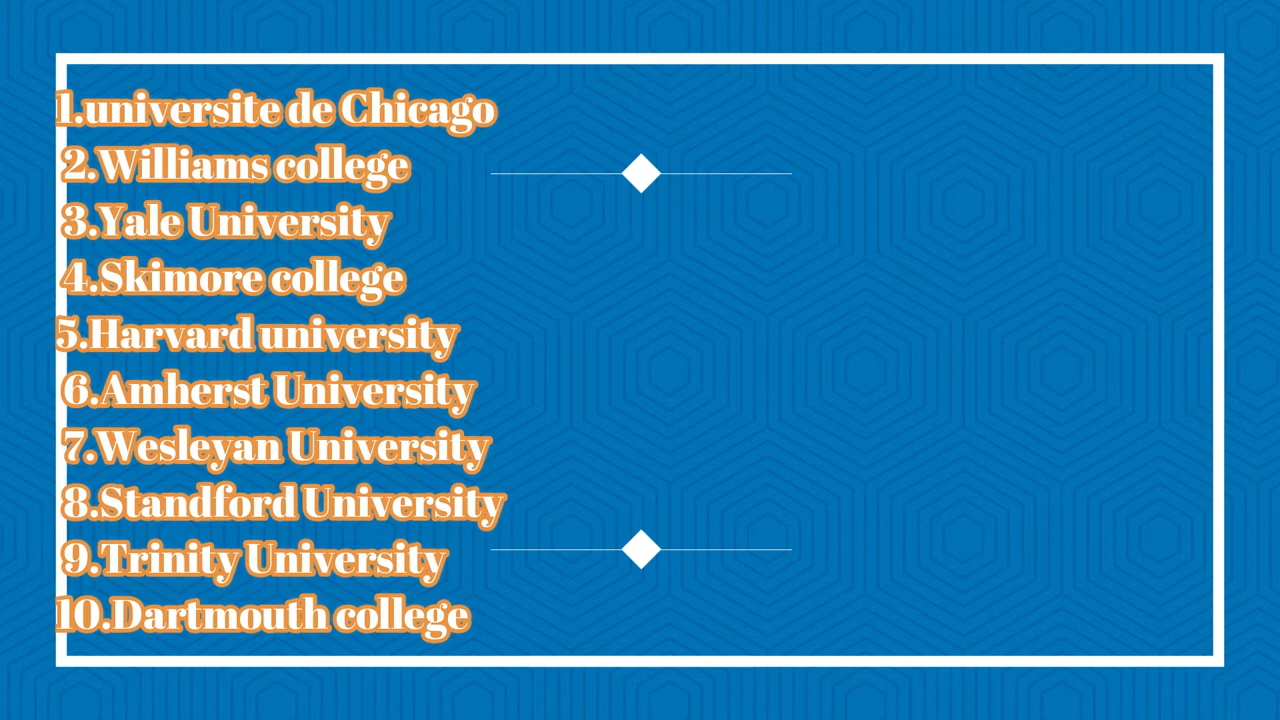 1.universite de Chicago
2.Williams college
3.Yale University
4.Skimore college
5.Harvard university
6.Amherst University
7.Wesleyan University
8.Standford University
9.Trinity University
10.Dartmouth college